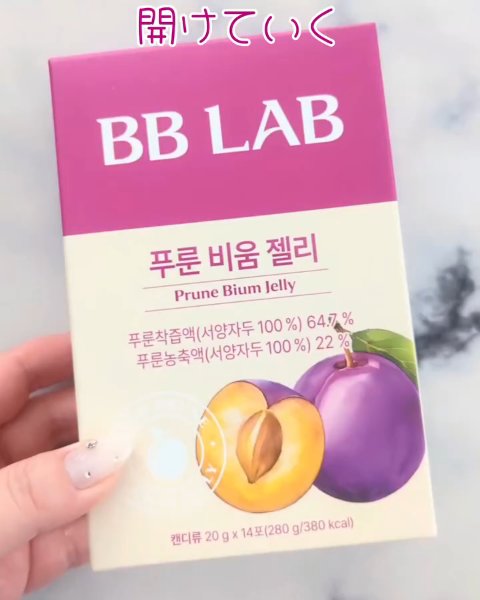 開けていく
BB LAB
푸룬 비움 젤리
Prune Bium Jelly
푸룬착즙액(서양자두 100 %) 64.7 %
푸룬농축액(서양자두 100 %) 22 %
캔디류 20 g x 14포(280 g/380 kcal)